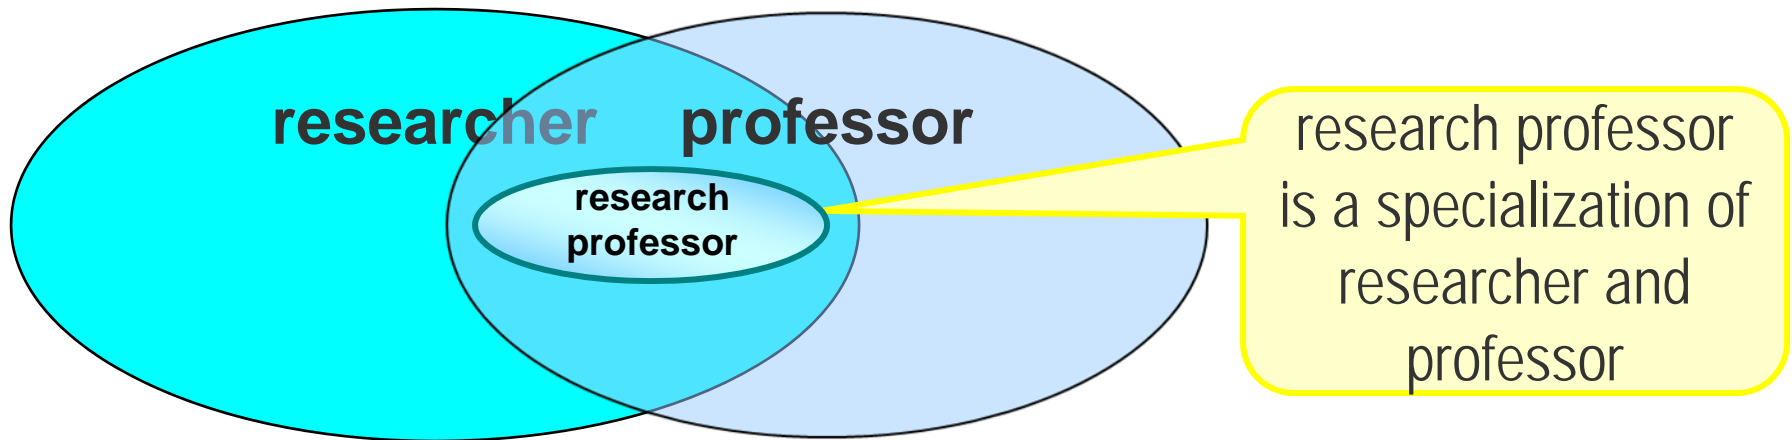 researcher professor
research
professor
research professor
is a specialization of
researcher and
professor